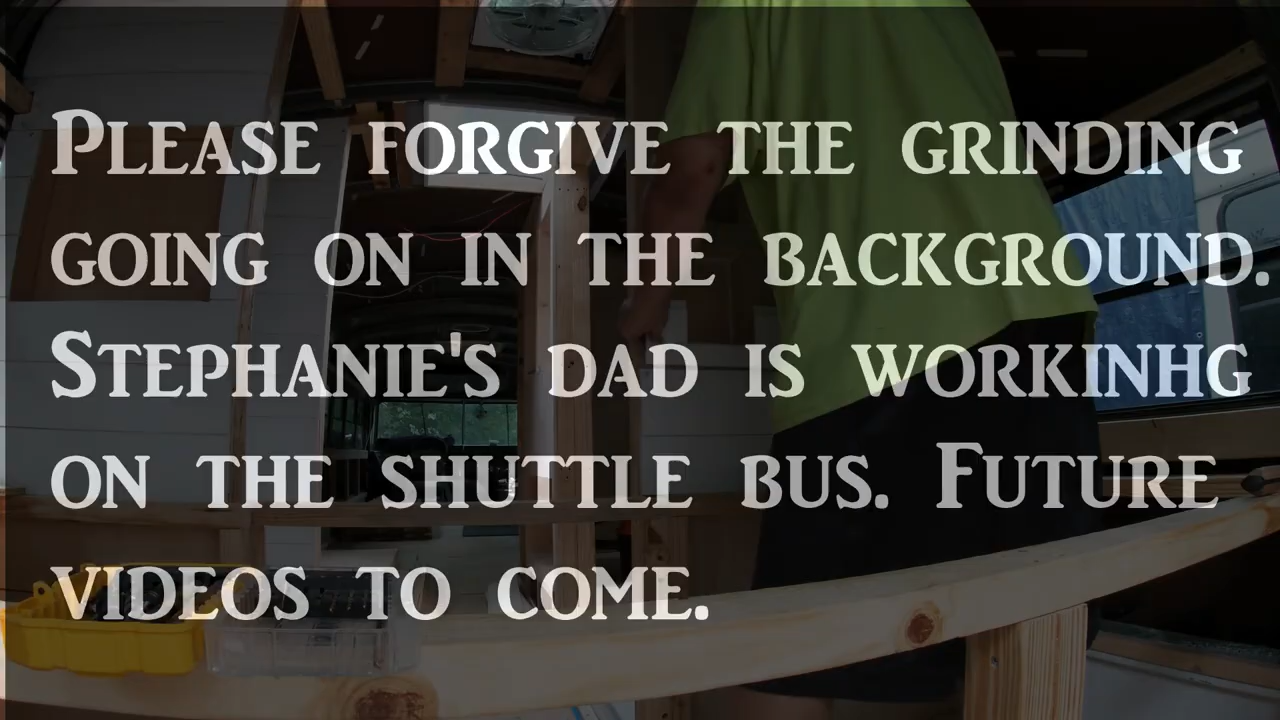 Please forgive the grinding
going on in the background.
Stephanie's dad is workinhg
on the shuttle bus. Future
videos to come.